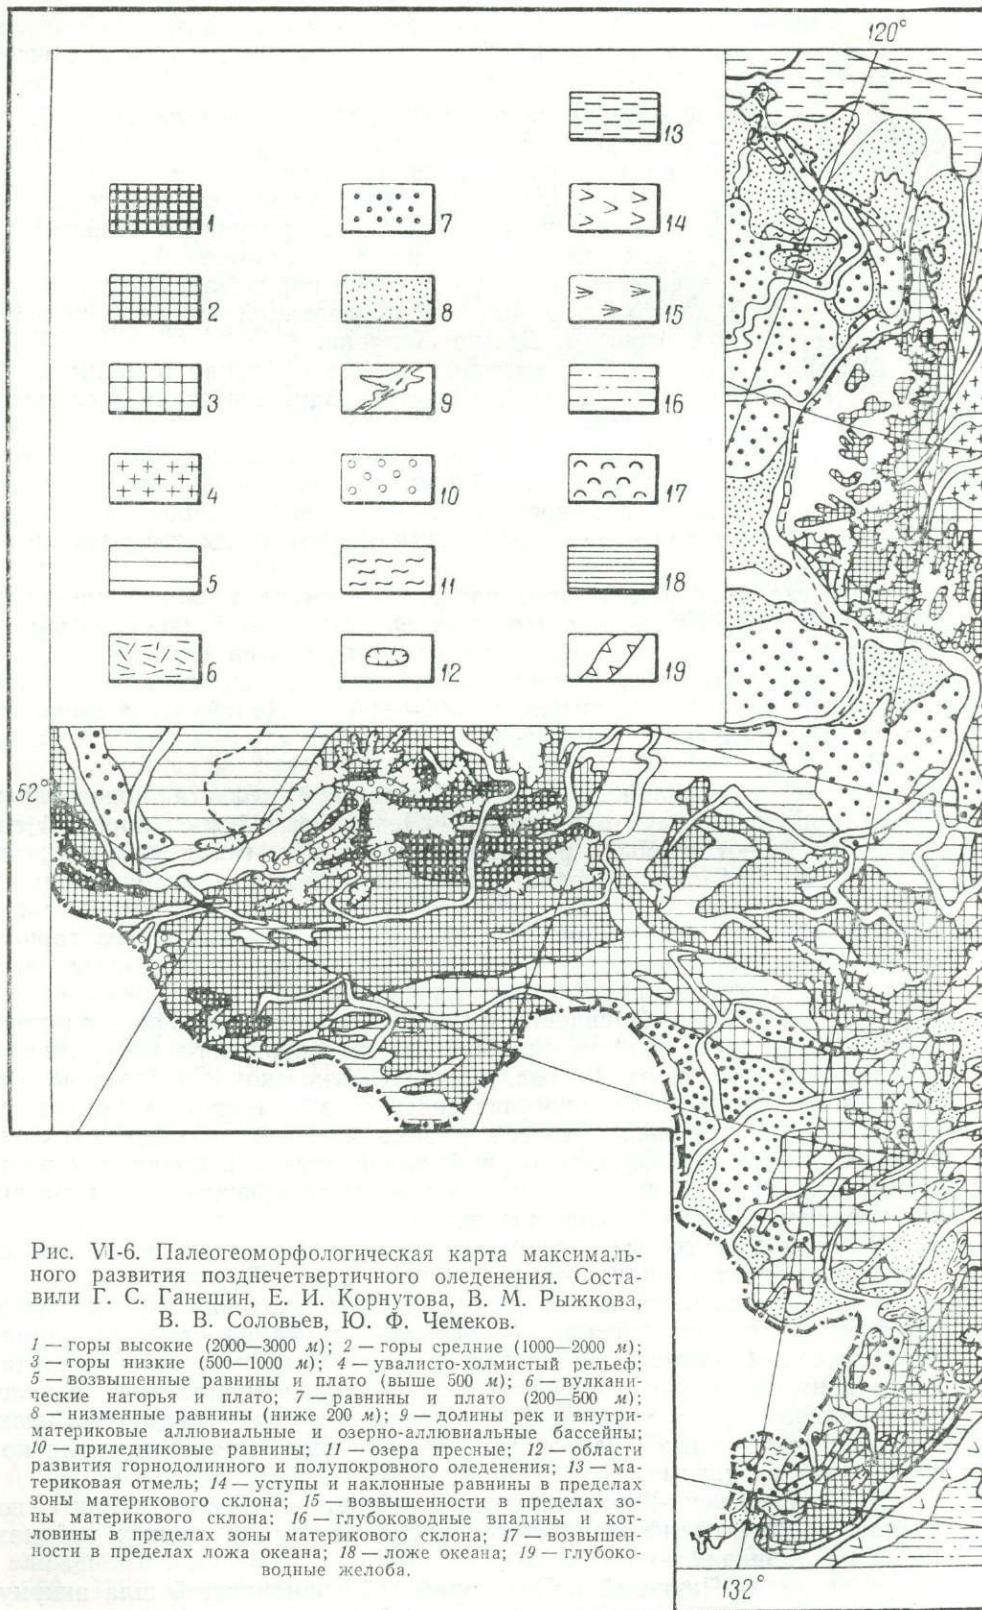 120°
13
1
7
14
2
8
15
3
9
16
4
10
17
5
11
18
6
12
19
52°
Рис. VI-6. Палеогеоморфологическая карта максималь-
ного развития позднечетвертичного оледенения. Соста-
вили Г. С. Ганешин, Е. И. Корнутова, В. М. Рыжкова,
В. В. Соловьев, Ю. Ф. Чемеков.
1 — горы высокие (2000—3000 м); 2 — горы средние (1000—2000 м);
3 — горы низкие (500—1000 м); 4 — увалисто-холмистый рельеф;
5 — возвышенные равнины и плато (выше 500 м); 6 — вулкани-
ческие нагорья и плато; 7 — равнины и плато (200—500 м);
8 — низменные равнины (ниже 200 м); 9 — долины рек и внутри-
материковые аллювиальные и озерно-аллювиальные бассейны;
10 — приледниковые равнины; 11 — озера пресные; 12 — области
развития горнодолинного и полупокровного оледенения; 13 — ма-
териковая отмель; 14 — уступы и наклонные равнины в пределах
зоны материкового склона; 15 — возвышенности в пределах зо-
ны материкового склона; 16 — глубоководные впадины и кот-
ловины в пределах зоны материкового склона; 17 — возвышен-
ности в пределах ложа океана; 18 — ложе океана; 19 — глубоко-
водные желоба.
132°